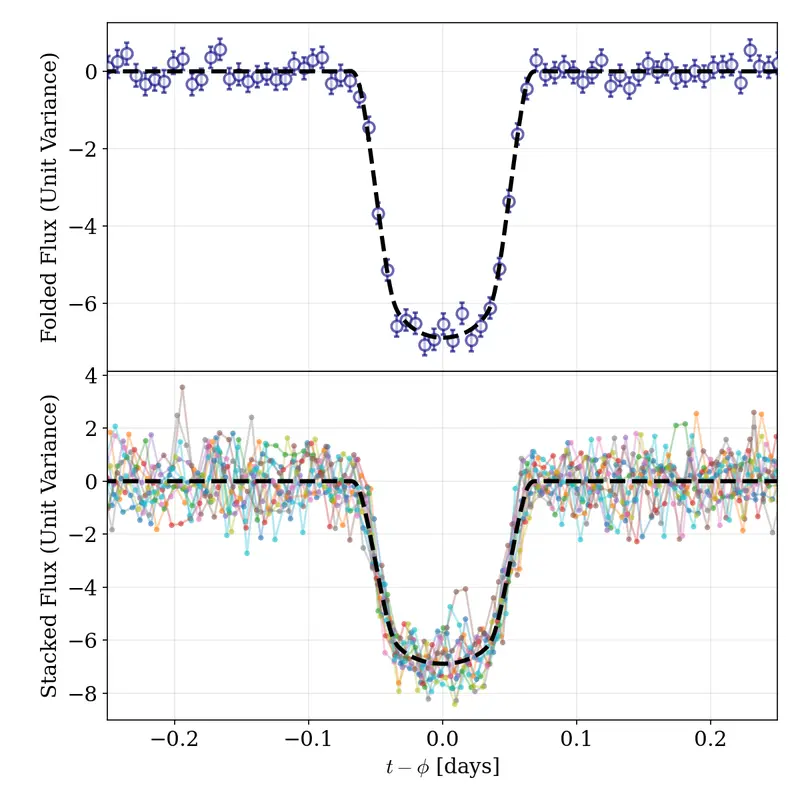 Folded Flux (Unit Variance)
0
−2
−4
−6
Stacked Flux (Unit Variance)
4
2
0
−2
−4
−6
−8
−0.2 −0.1 0.0 0.1 0.2
t − ϕ [days]